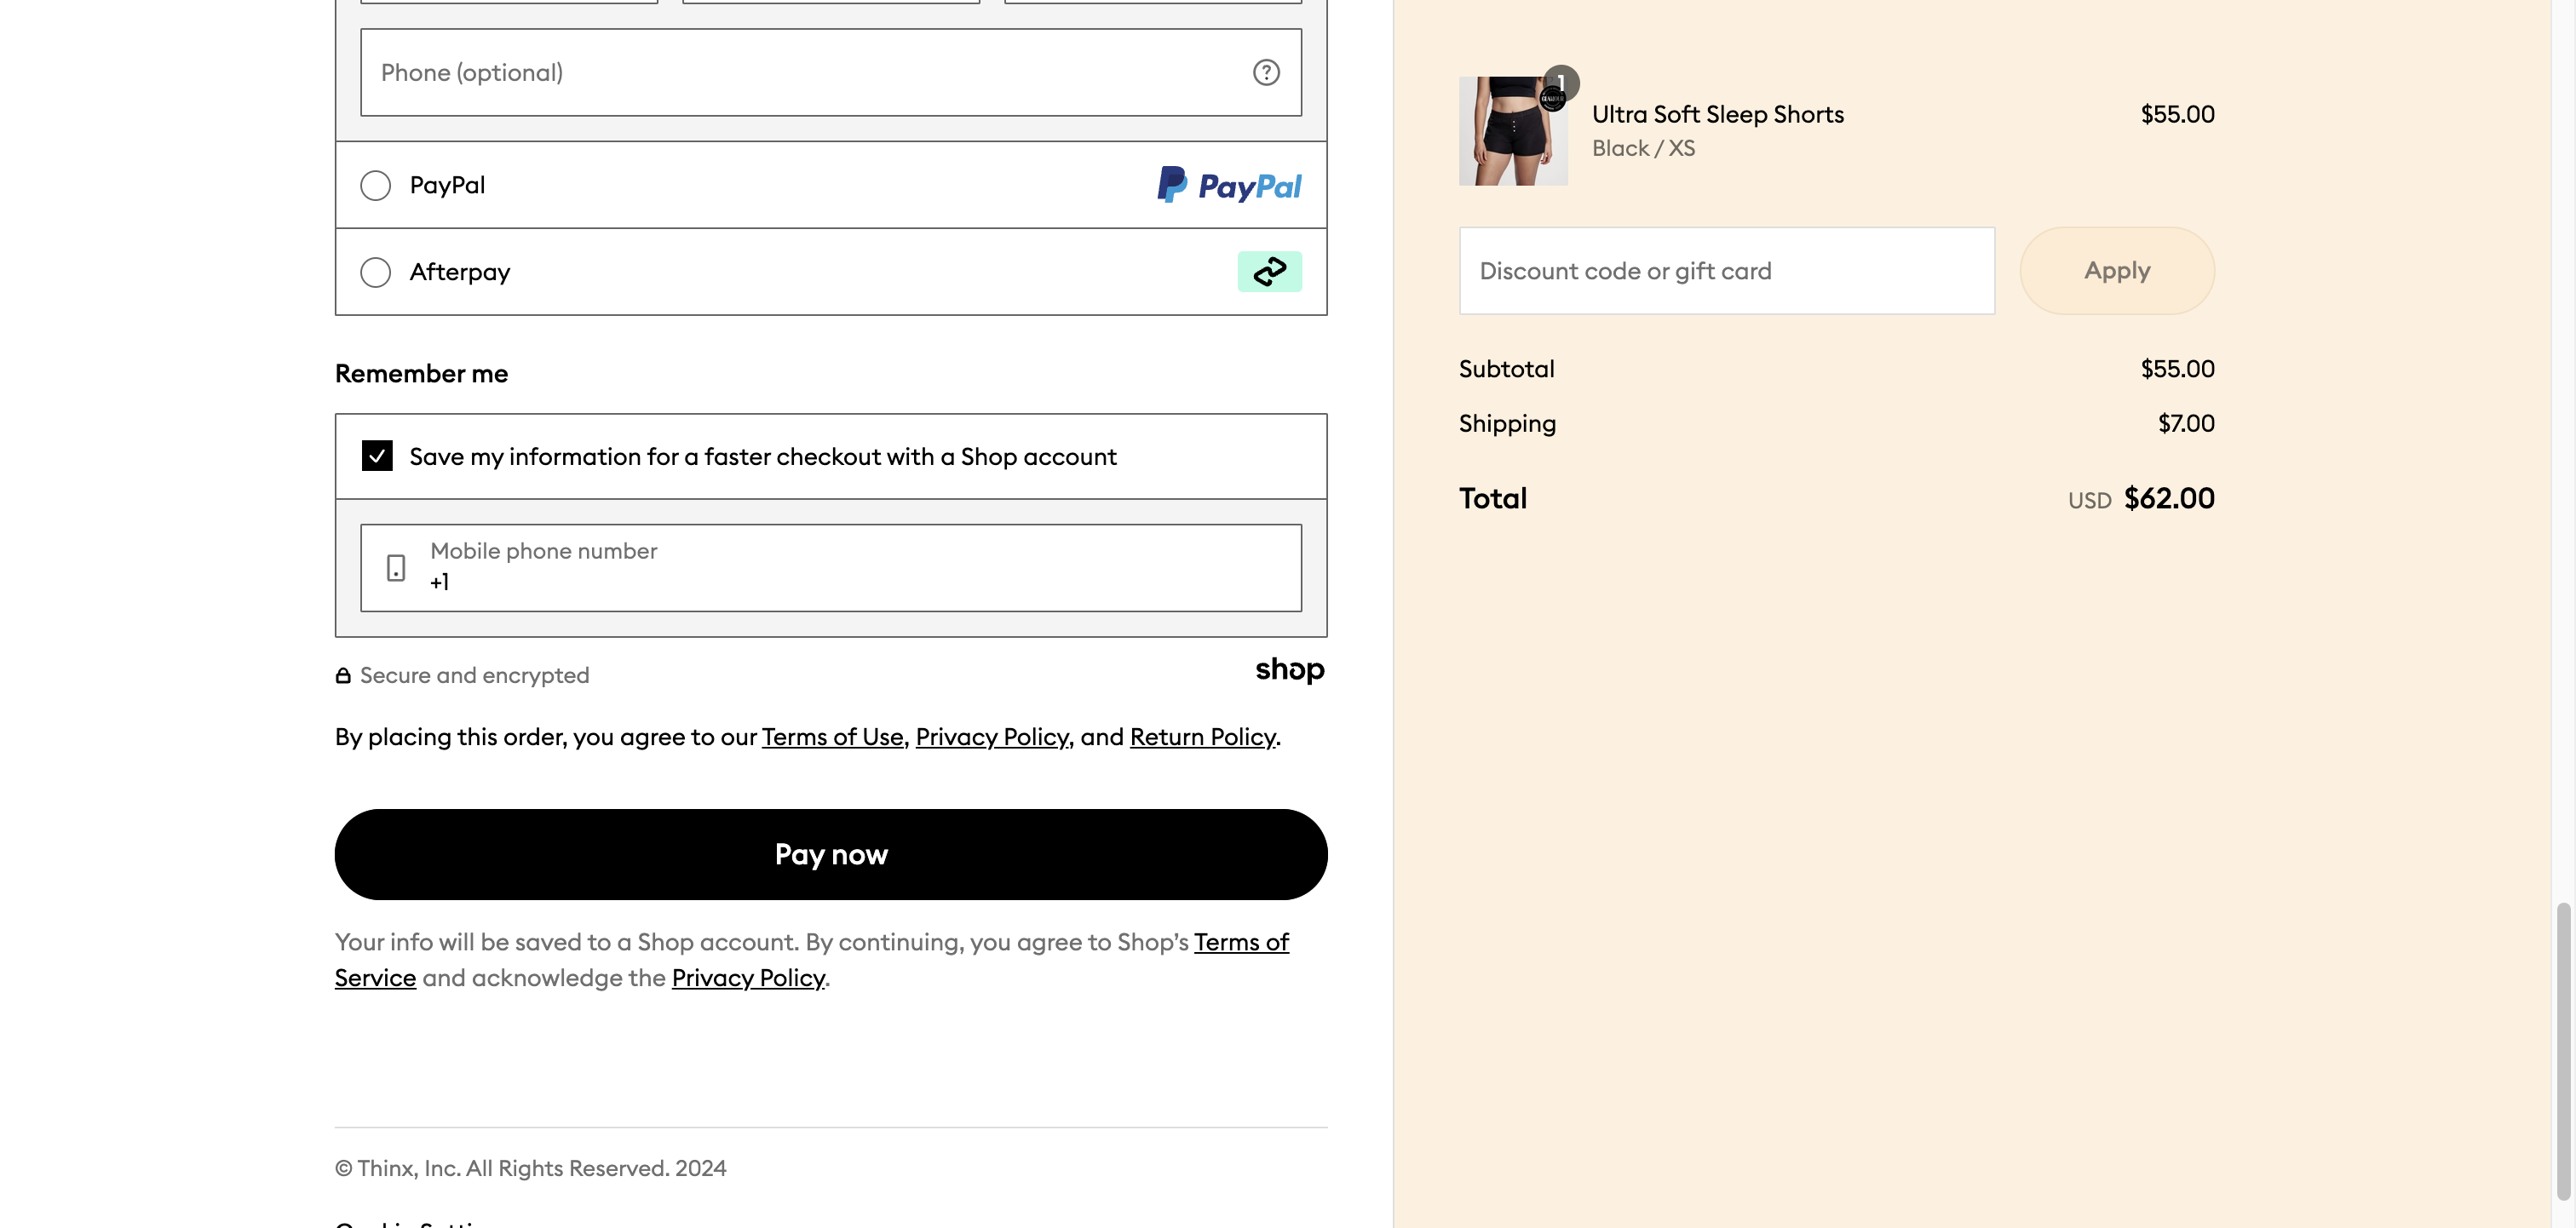 Phone (optional)
PayPal
PayPal
Afterpay
Remember me
Save my information for a faster checkout with a Shop account
Mobile phone number
+1
Secure and encrypted
shop
By placing this order, you agree to our Terms of Use, Privacy Policy, and Return Policy.
Pay now
Your info will be saved to a Shop account. By continuing, you agree to Shop’s Terms of
Service and acknowledge the Privacy Policy.
© Thinx, Inc. All Rights Reserved. 2024
1
Ultra Soft Sleep Shorts
$55.00
Black / XS
Discount code or gift card
Apply
Subtotal
$55.00
Shipping
$7.00
Total
USD $62.00